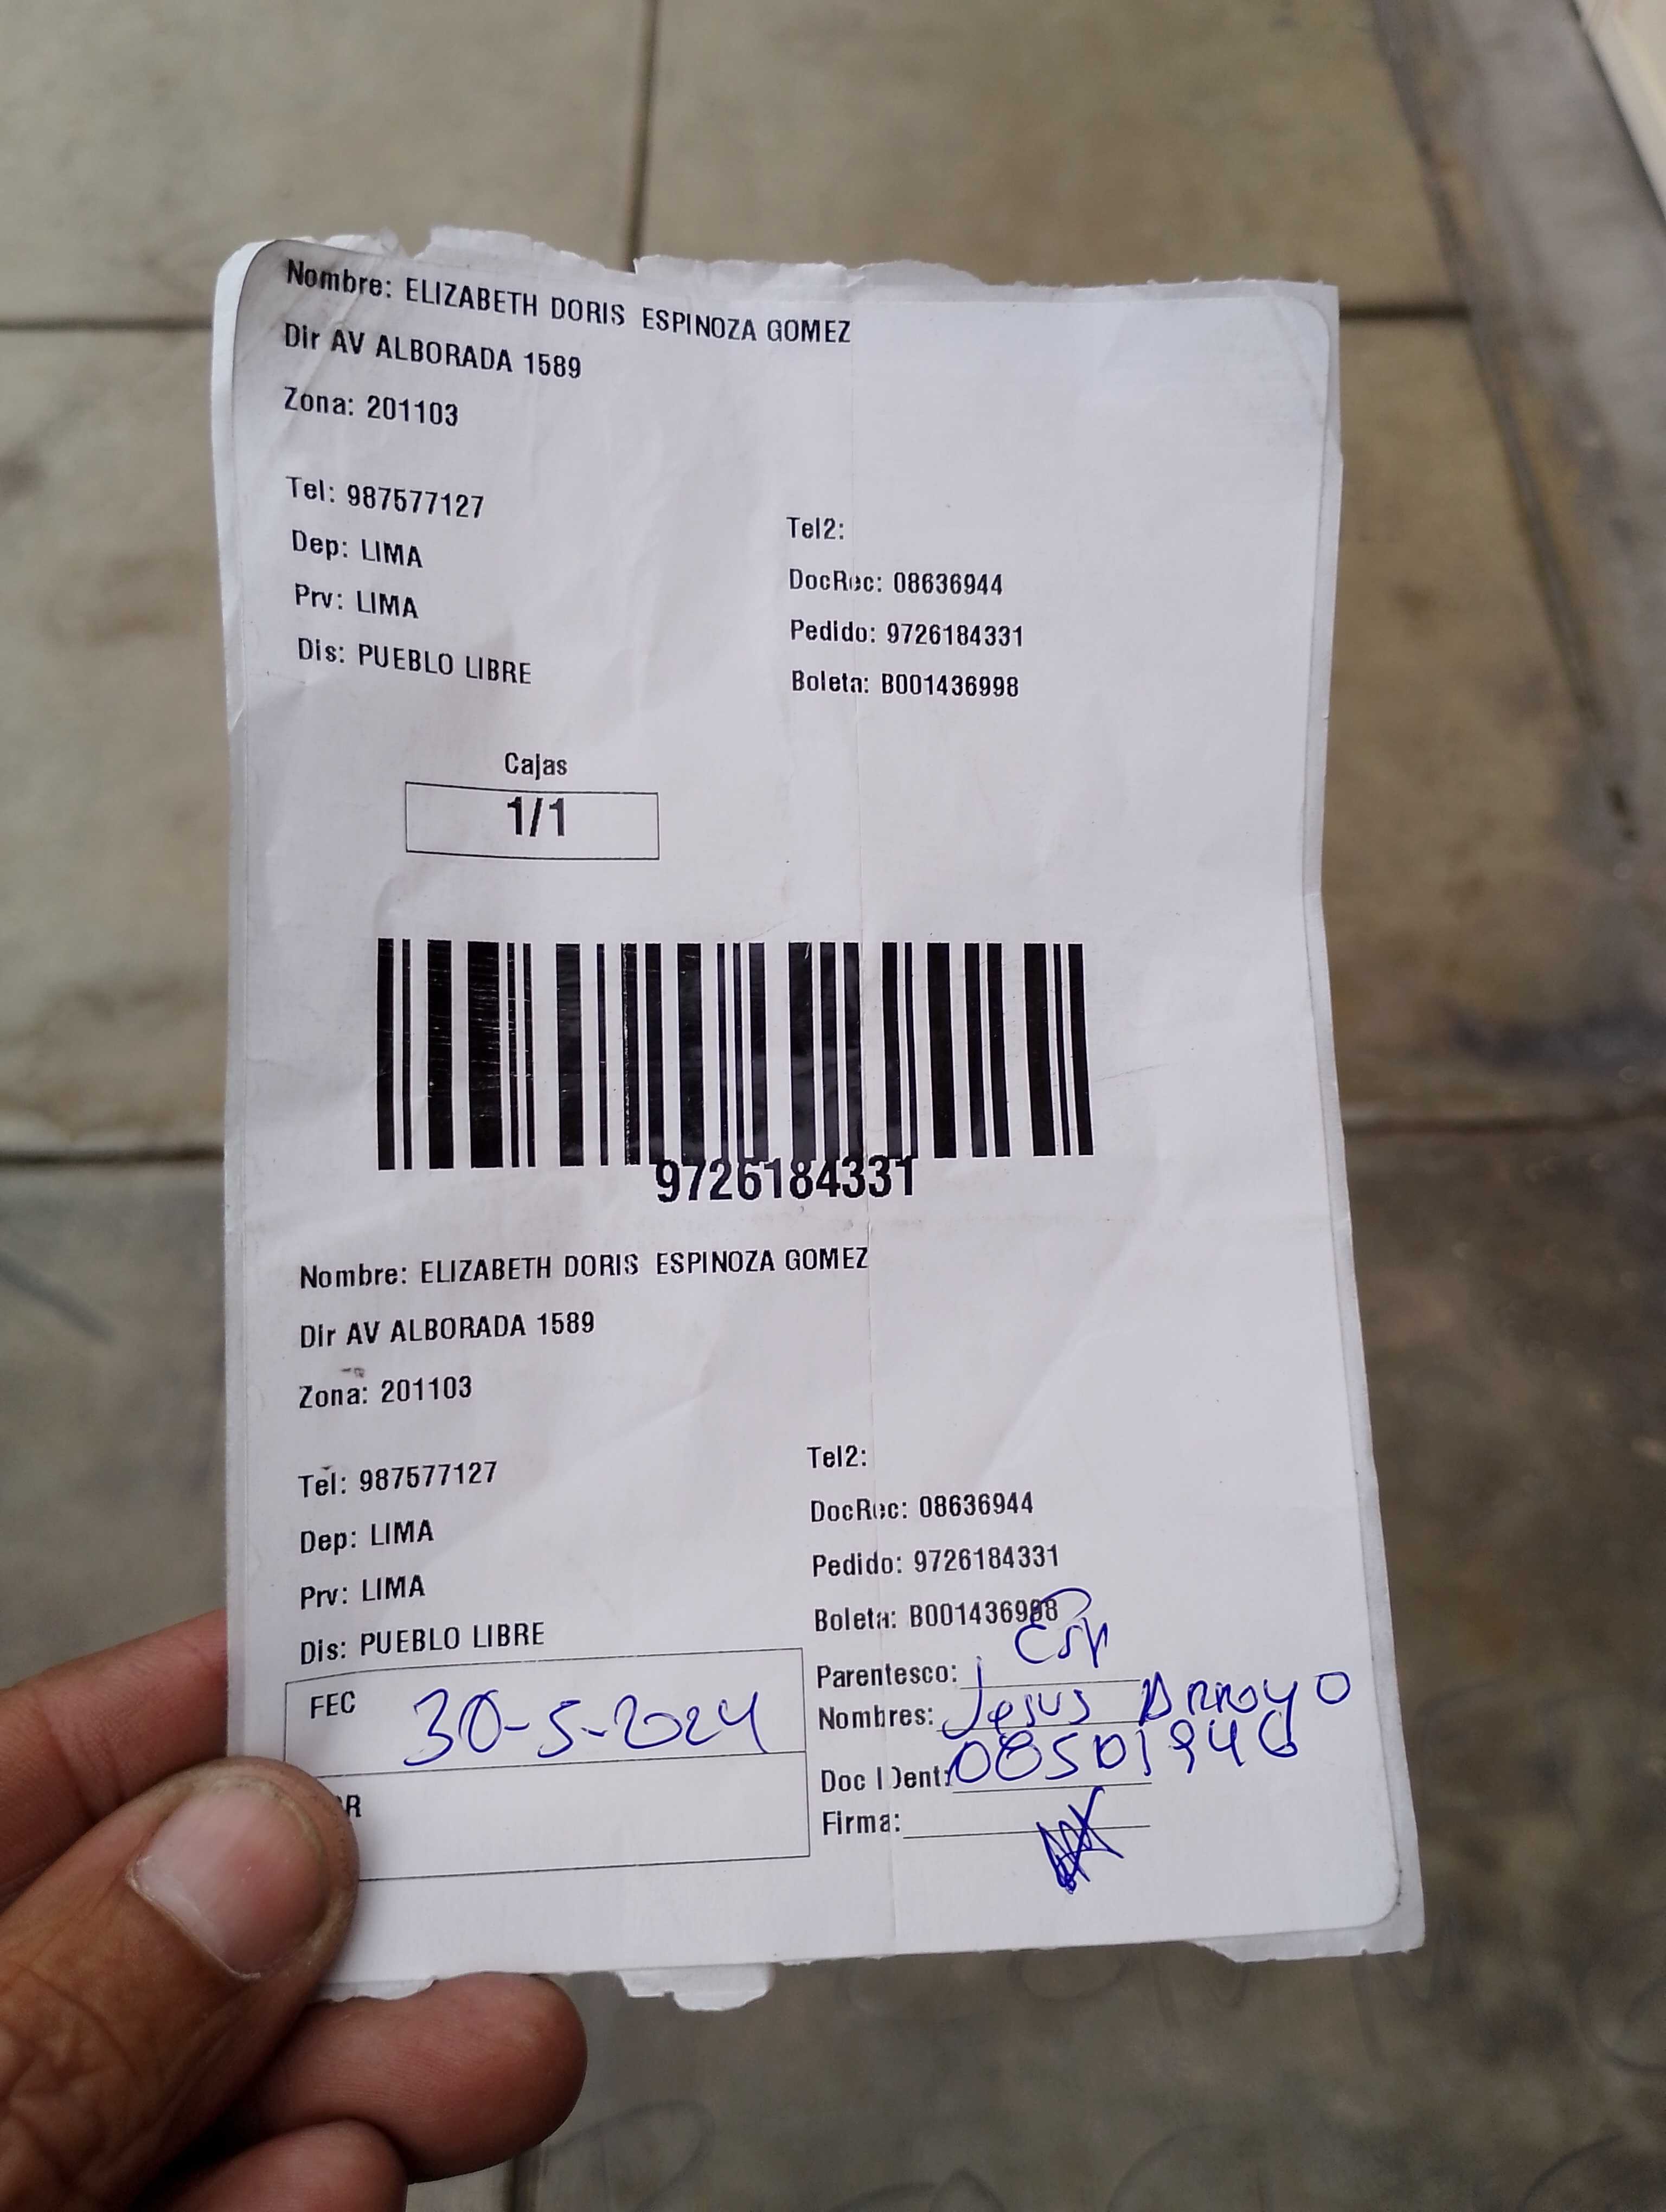 Nombre: ELIZABETH DORIS ESPINOZA GOMEZ
Dir AV ALBORADA 1589
Zona: 201103
Tel: 987577127
Tel2:
Dep: LIMA
DocRec: 08636944
Prv: LIMA
Pedido: 9726184331
Dis: PUEBLO LIBRE
Boleta: B001436998
Cajas
1/1
9726184331
Nombre: ELIZABETH DORIS ESPINOZA GOMEZ
Dir AV ALBORADA 1589
Zona: 201103
Tel: 987577127
Tel2:
Dep: LIMA
DocRec: 08636944
Prv: LIMA
Pedido: 9726184331
Dis: PUEBLO LIBRE
Boleta: B001436998
FEC 30-5-2024
Parentesco: Esp
Nombres: Jesus Arroyo
Doc IDent: 08501946
Firma: